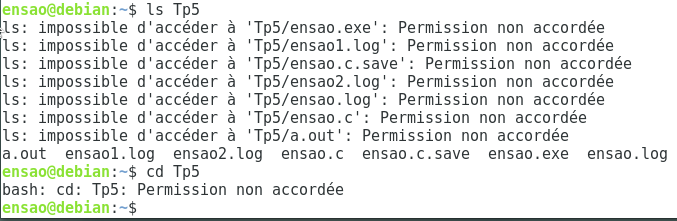 ensao@debian:~$ ls Tp5
ls: impossible d'accéder à 'Tp5/ensao.exe': Permission non accordée
ls: impossible d'accéder à 'Tp5/ensao1.log': Permission non accordée
ls: impossible d'accéder à 'Tp5/ensao.c.save': Permission non accordée
ls: impossible d'accéder à 'Tp5/ensao2.log': Permission non accordée
ls: impossible d'accéder à 'Tp5/ensao.log': Permission non accordée
ls: impossible d'accéder à 'Tp5/ensao.c': Permission non accordée
ls: impossible d'accéder à 'Tp5/a.out': Permission non accordée
a.out  ensao1.log  ensao2.log  ensao.c  ensao.c.save  ensao.exe  ensao.log
ensao@debian:~$ cd Tp5
bash: cd: Tp5: Permission non accordée
ensao@debian:~$